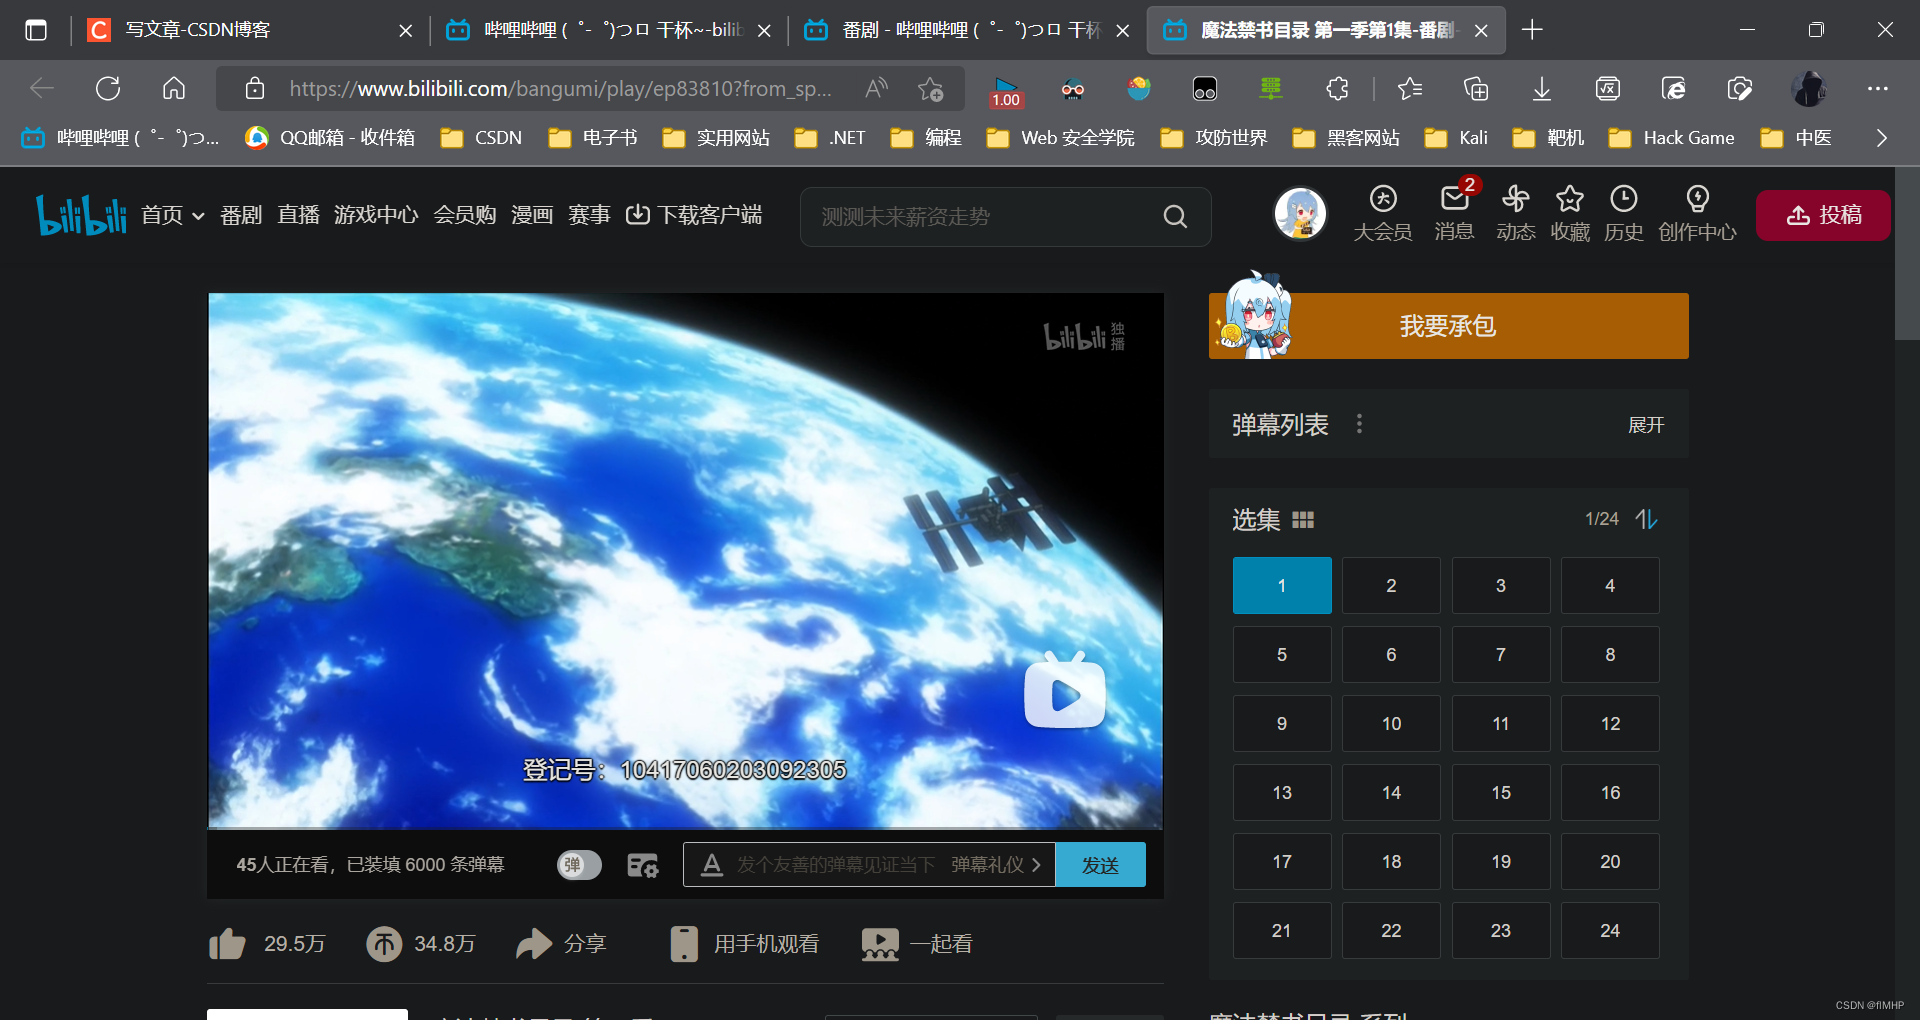 写文章-CSDN博客
哔哩哔哩 (゜-゜)つロ 干杯~-bilib
番剧 - 哔哩哔哩 (゜-゜)つロ 干杯
魔法禁书目录 第一季第1集-番剧-
https://www.bilibili.com/bangumi/play/ep83810?from_sp...
1.00
哔哩哔哩 (゜-゜)つ...
QQ邮箱 - 收件箱
CSDN
电子书
实用网站
.NET
编程
Web 安全学院
攻防世界
黑客网站
Kali
靶机
Hack Game
中医
bilibili
首页
番剧
直播
游戏中心
会员购
漫画
赛事
下载客户端
测测未来薪资走势
大会员
2
消息
动态
收藏
历史
创作中心
投稿
bilibili 独播
登记号：10417060203092305
我要承包
弹幕列表
展开
选集
1/24
1
2
3
4
5
6
7
8
9
10
11
12
13
14
15
16
17
18
19
20
21
22
23
24
45人正在看，已装填 6000 条弹幕
弹
发个友善的弹幕见证当下
弹幕礼仪
发送
29.5万
34.8万
分享
用手机观看
一起看
CSDN @flMHP